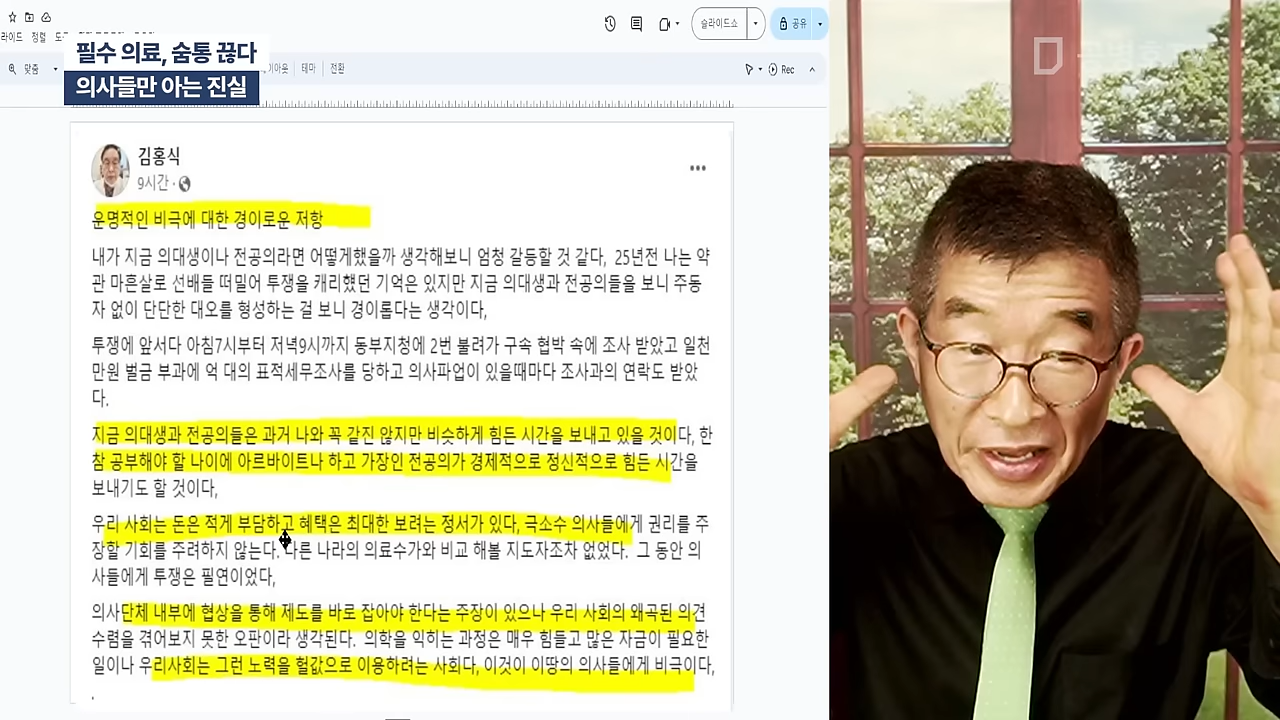 슬라이드쇼
공유
라이드 정렬
필수 의료, 숨통 끊다
의사들만 아는 진실
맞춤
테마
전환
Rec
김홍식
9시간
운명적인 비극에 대한 경이로운 저항
내가 지금 의대생이나 전공의라면 어떻게했을까 생각해보니 엄청 갈등할 것 같다, 25년전 나는 약
관 마흔살로 선배들 떠밀어 투쟁을 캐리했던 기억은 있지만 지금 의대생과 전공의들을 보니 주동
자 없이 단단한 대오를 형성하는 걸 보니 경이롭다는 생각이다,
투쟁에 앞서다 아침7시부터 저녁9시까지 동부지청에 2번 불려가 구속 협박 속에 조사 받았고 일천
만원 벌금 부과에 억 대의 표적세무조사를 당하고 의사파업이 있을때마다 조사과의 연락도 받았
다.
지금 의대생과 전공의들은 과거 나와 꼭 같진 않지만 비슷하게 힘든 시간을 보내고 있을 것이다, 한
참 공부해야 할 나이에 아르바이트나 하고 가장인 전공의가 경제적으로 정신적으로 힘든 시간을
보내기도 할 것이다,
우리 사회는 돈은 적게 부담하고 혜택은 최대한 보려는 정서가 있다, 극소수 의사들에게 권리를 주
장할 기회를 주려하지 않는다. 다른 나라의 의료수가와 비교 해볼 지도자조차 없었다. 그 동안 의
사들에게 투쟁은 필연이었다,
의사단체 내부에 협상을 통해 제도를 바로 잡아야 한다는 주장이 있으나 우리 사회의 왜곡된 의견
수렴을 겪어보지 못한 오판이라 생각된다. 의학을 익히는 과정은 매우 힘들고 많은 자금이 필요한
일이나 우리사회는 그런 노력을 헐값으로 이용하려는 사회다, 이것이 이땅의 의사들에게 비극이다,
.